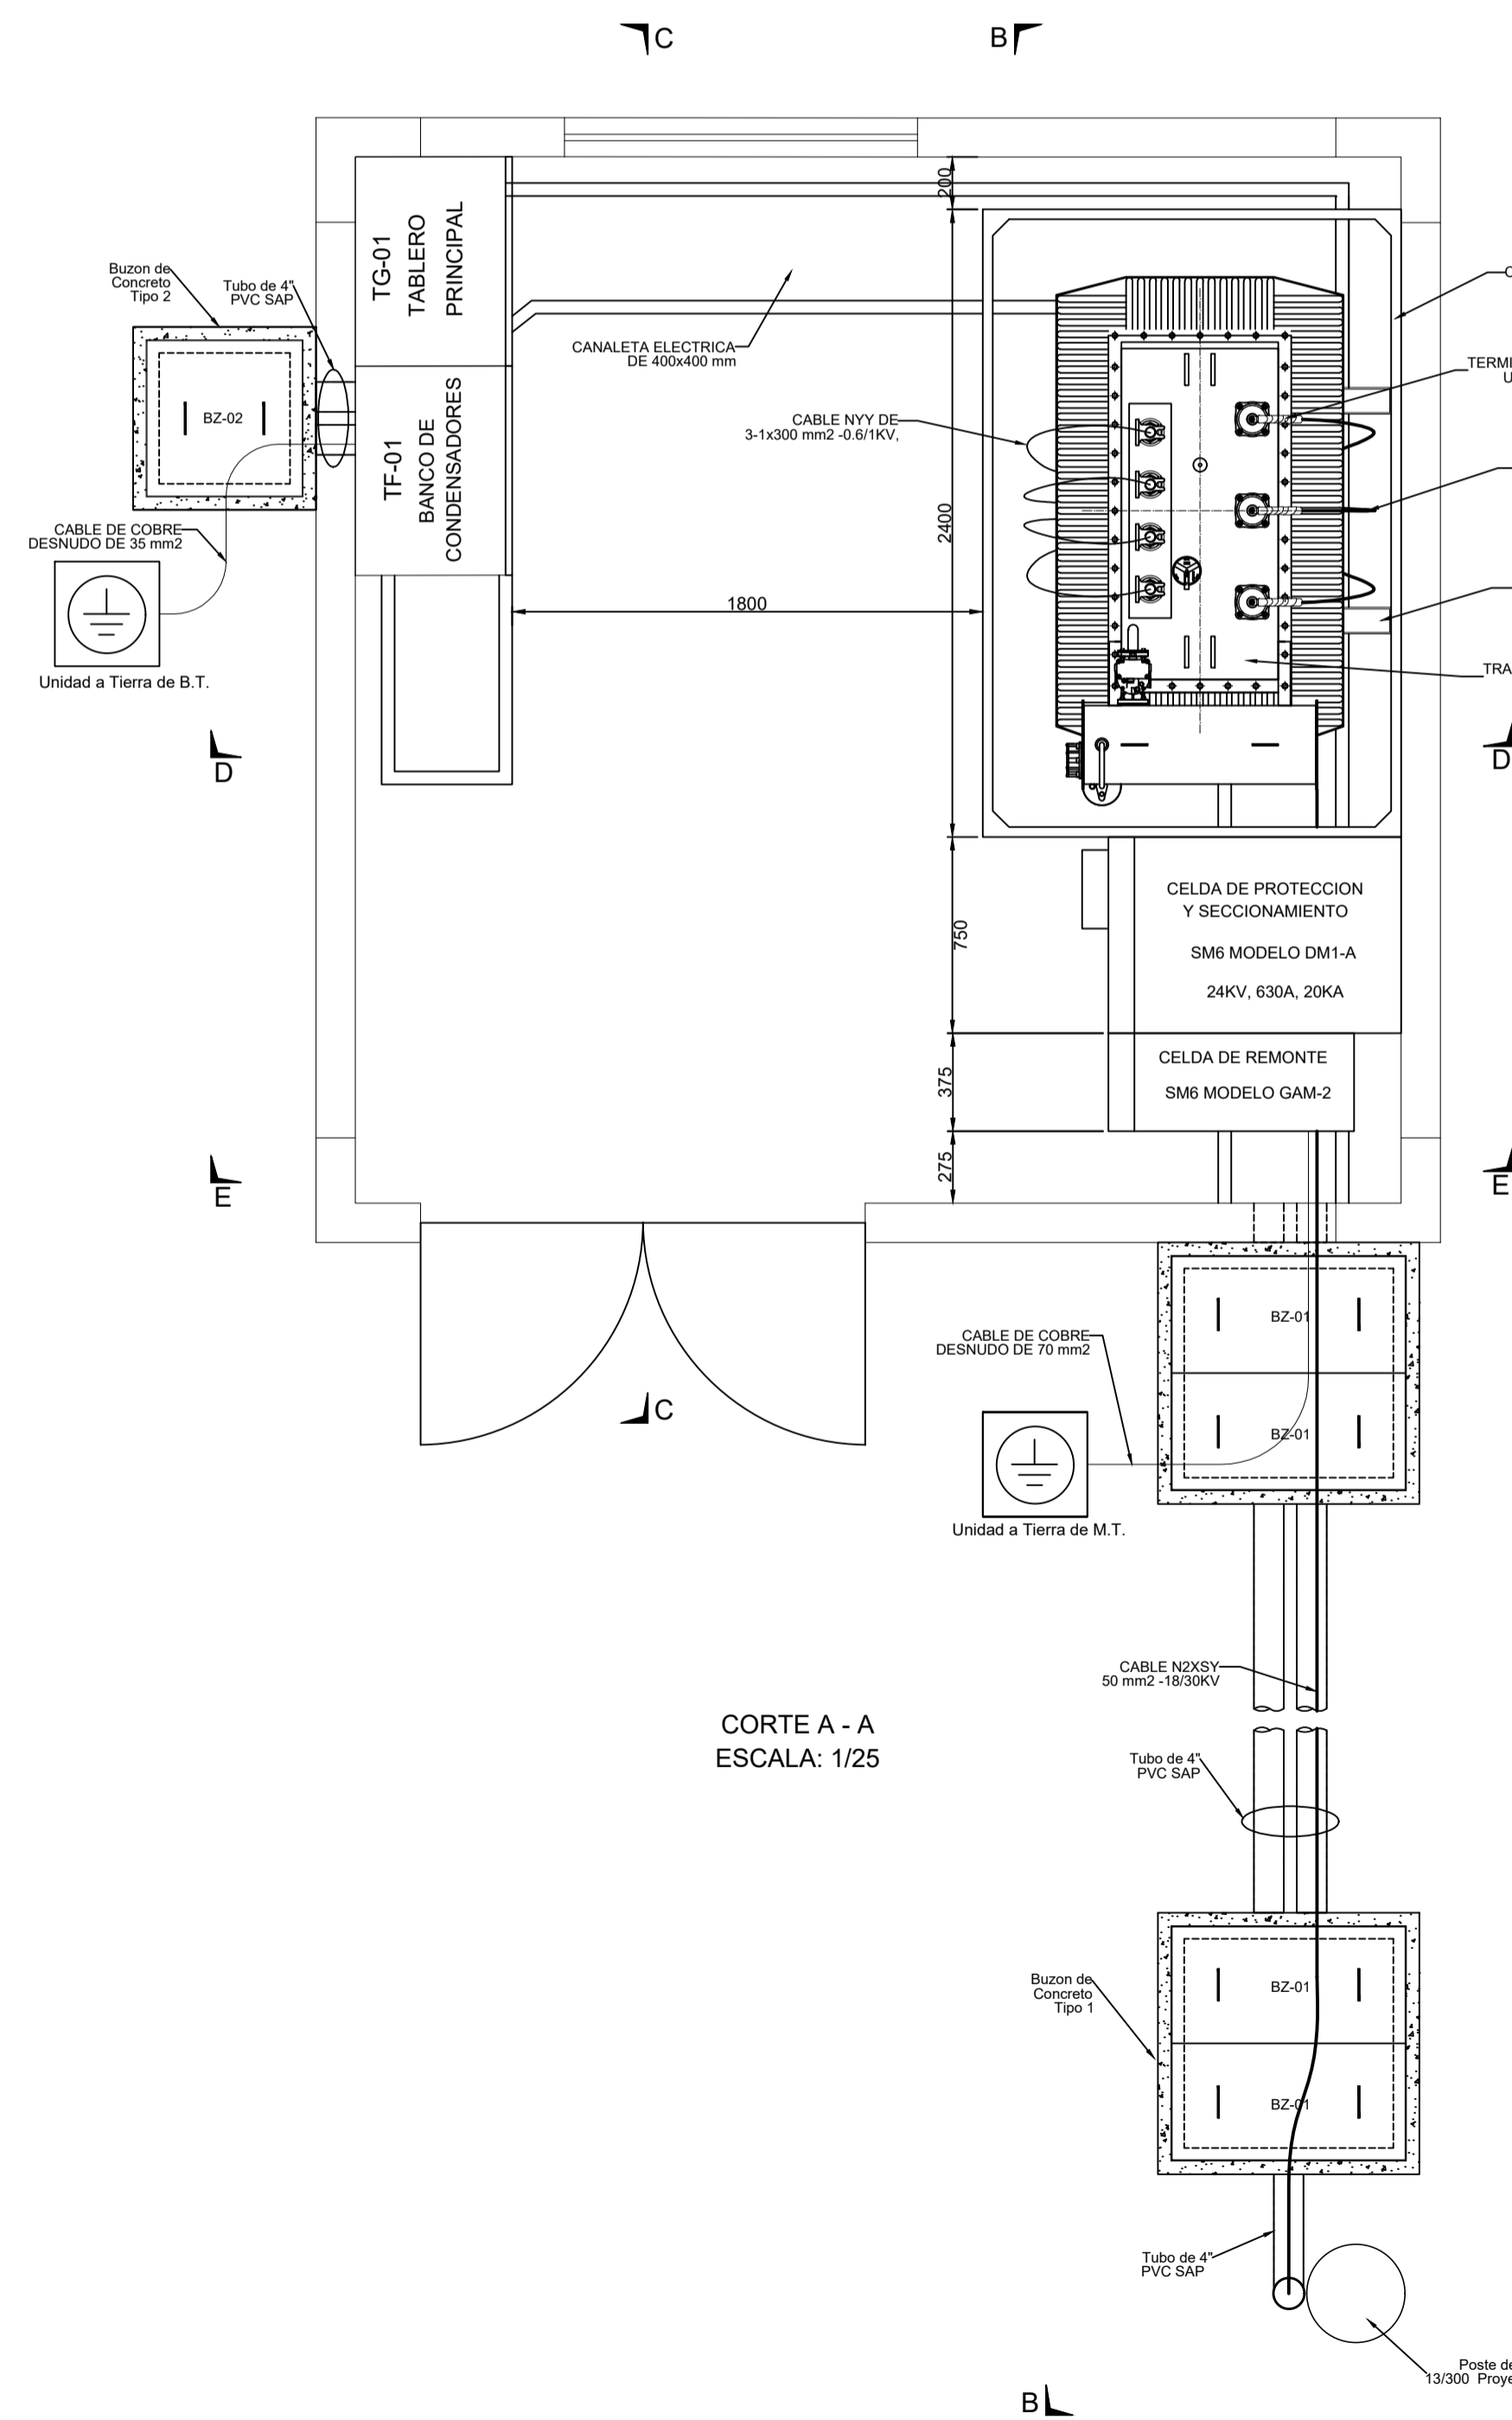 C
B
TG-01
TABLERO
PRINCIPAL
200
Buzon de
Concreto
Tipo 2
Tubo de 4"
PVC SAP
CANALETA ELECTRICA
DE 400x400 mm
BZ-02
TF-01
BANCO DE
CONDENSADORES
CABLE NYY DE
3-1x300 mm2 -0.6/1KV,
TERMI
U
2400
CABLE DE COBRE
DESNUDO DE 35 mm2
1800
Unidad a Tierra de B.T.
TRA
D
D
CELDA DE PROTECCION
Y SECCIONAMIENTO
SM6 MODELO DM1-A
24KV, 630A, 20KA
750
CELDA DE REMONTE
SM6 MODELO GAM-2
375
275
E
E
BZ-01
CABLE DE COBRE
DESNUDO DE 70 mm2
C
BZ-01
Unidad a Tierra de M.T.
CABLE N2XSY
50 mm2 -18/30KV
CORTE A - A
ESCALA: 1/25
Tubo de 4"
PVC SAP
Buzon de
Concreto
Tipo 1
BZ-01
BZ-01
Tubo de 4"
PVC SAP
Poste de
13/300 Proye
B